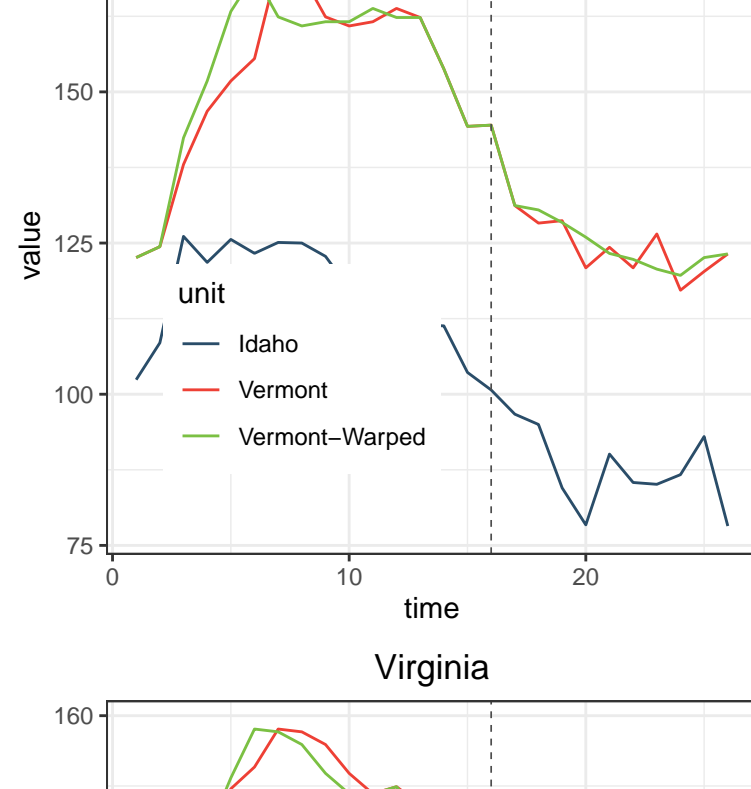 150
125
100
75
value
unit
Idaho
Vermont
Vermont−Warped
0 10 20
time
Virginia
160